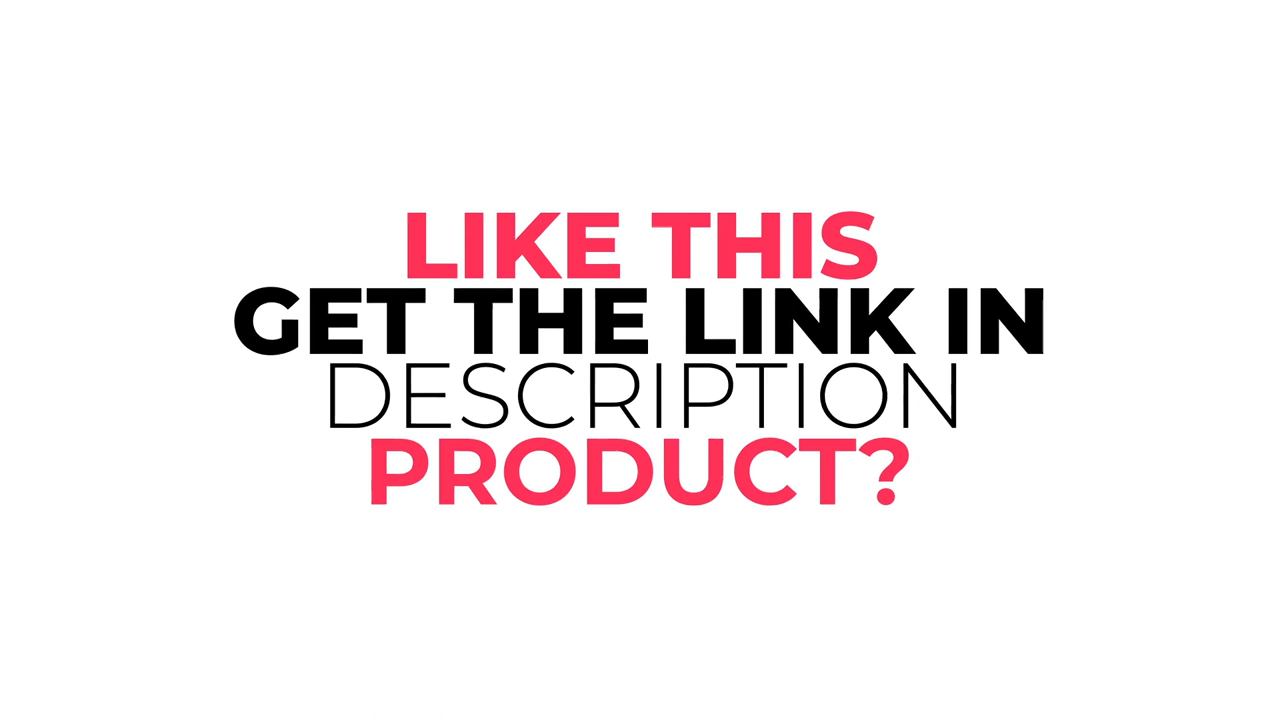 LIKE THIS
GET THE LINK IN
DESCRIPTION
PRODUCT?